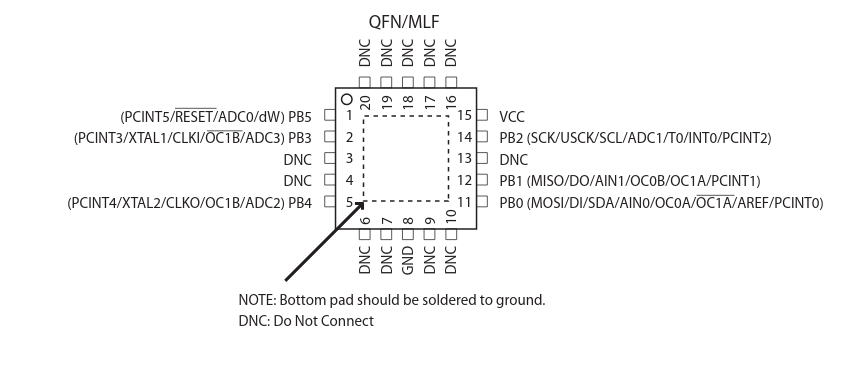 QFN/MLF
DNC DNC DNC DNC DNC
20 19 18 17 16
(PCINT5/RESET/ADC0/dW) PB5 1 15 VCC
(PCINT3/XTAL1/CLKI/OC1B/ADC3) PB3 2 14 PB2 (SCK/USCK/SCL/ADC1/T0/INT0/PCINT2)
DNC 3 13 DNC
DNC 4 12 PB1 (MISO/DO/AIN1/OC0B/OC1A/PCINT1)
(PCINT4/XTAL2/CLKO/OC1B/ADC2) PB4 5 11 PB0 (MOSI/DI/SDA/AIN0/OC0A/OC1A/AREF/PCINT0)
6 7 8 9 10
DNC DNC GND DNC DNC
NOTE: Bottom pad should be soldered to ground.
DNC: Do Not Connect